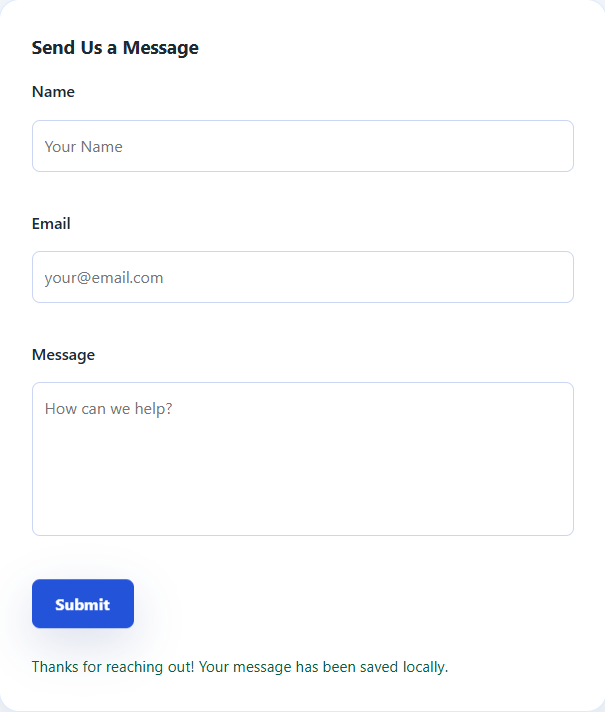 Send Us a Message
Name
Your Name
Email
your@email.com
Message
How can we help?
Submit
Thanks for reaching out! Your message has been saved locally.